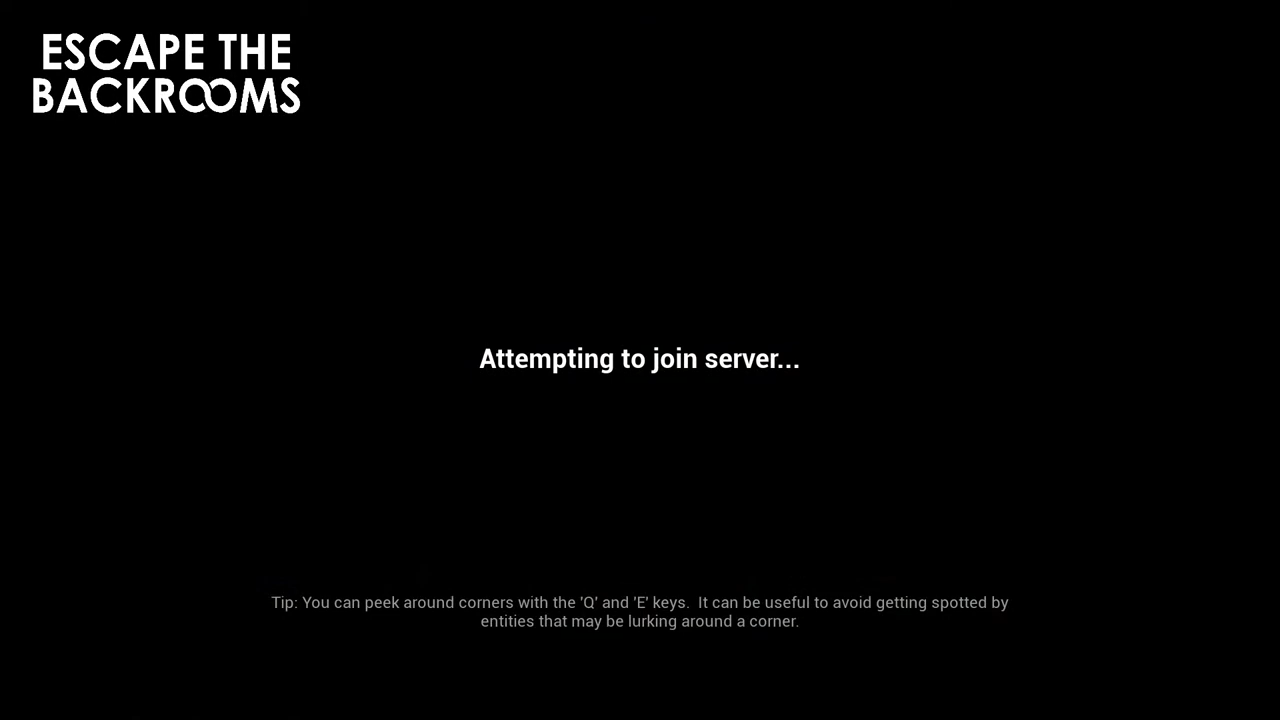 ESCAPE THE
BACKROOMS
Attempting to join server...
Tip: You can peek around corners with the 'Q' and 'E' keys.  It can be useful to avoid getting spotted by
entities that may be lurking around a corner.